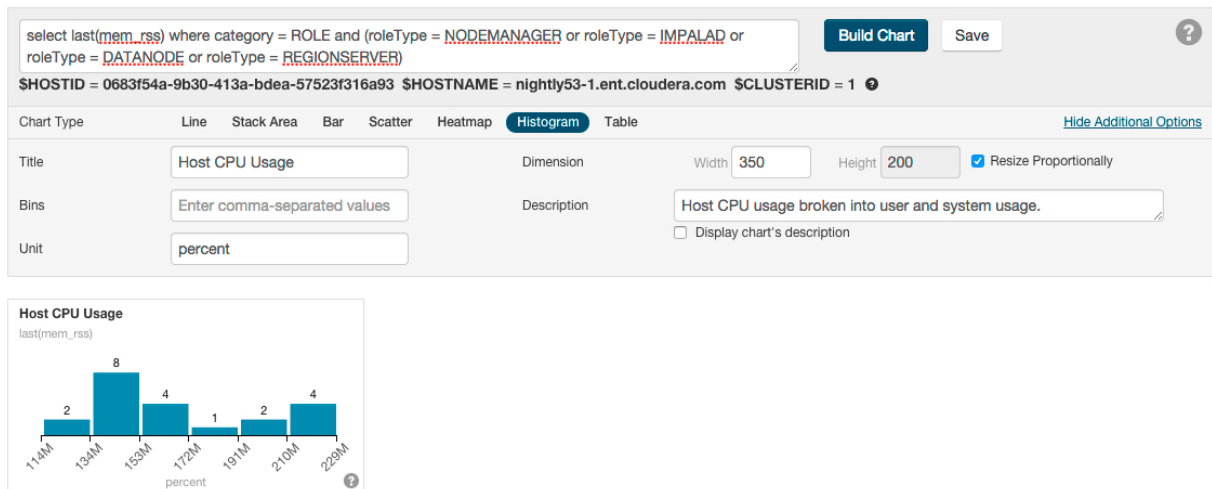 select last(mem_rss) where category = ROLE and (roleType = NODEMANAGER or roleType = IMPALAD or
roleType = DATANODE or roleType = REGIONSERVER)
Build Chart
Save
?
$HOSTID = 0683f54a-9b30-413a-bdea-57523f316a93 $HOSTNAME = nightly53-1.ent.cloudera.com $CLUSTERID = 1 ?
Chart Type Line Stack Area Bar Scatter Heatmap Histogram Table Hide Additional Options
Title Host CPU Usage Dimension Width 350 Height 200 Resize Proportionally
Bins Enter comma-separated values Description Host CPU usage broken into user and system usage.
Display chart's description
Unit percent
Host CPU Usage
last(mem_rss)
2 8 4 1 2 4
114M 134M 153M 172M 191M 210M 229M
percent
?